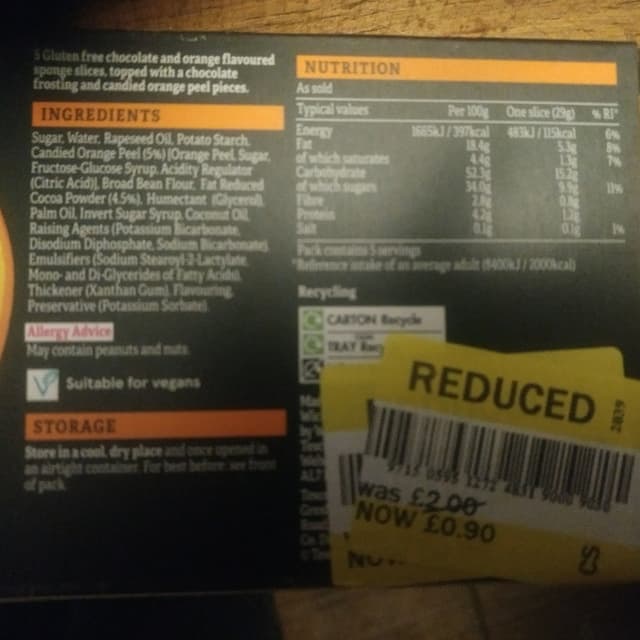 5 Gluten free chocolate and orange flavoured
sponge slices, topped with a chocolate
frosting and candied orange peel pieces.
INGREDIENTS
Sugar, Water, Rapeseed Oil, Potato Starch,
Candied Orange Peel (5%) [Orange Peel, Sugar,
Fructose-Glucose Syrup, Acidity Regulator
(Citric Acid)], Broad Bean Flour, Fat Reduced
Cocoa Powder (4.5%), Humectant (Glycerol),
Palm Oil, Invert Sugar Syrup, Coconut Oil,
Raising Agents (Potassium Bicarbonate,
Disodium Diphosphate, Sodium Bicarbonate),
Emulsifiers (Sodium Stearoyl-2-Lactylate,
Mono- and Di-Glycerides of Fatty Acids),
Thickener (Xanthan Gum), Flavouring,
Preservative (Potassium Sorbate).
Allergy Advice
May contain peanuts and nuts.
Suitable for vegans
STORAGE
Store in a cool, dry place and once opened in
an airtight container. For best before: see front
of pack.
NUTRITION
As sold
Typical values Per 100g One slice (29g) % RI*
Energy 1665kJ / 397kcal 483kJ / 115kcal 6%
Fat 18.4g 5.3g 8%
of which saturates 4.4g 1.3g 7%
Carbohydrate 52.3g 15.2g
of which sugars 34.0g 9.9g 11%
Fibre 2.8g 0.8g
Protein 4.2g 1.2g
Salt 0.1g 0.1g 1%
Pack contains 5 servings
*Reference intake of an average adult (8400kJ / 2000kcal)
Recycling
CARTON Recycle
TRAY Rec
REDUCED
was £2.00
NOW £0.90